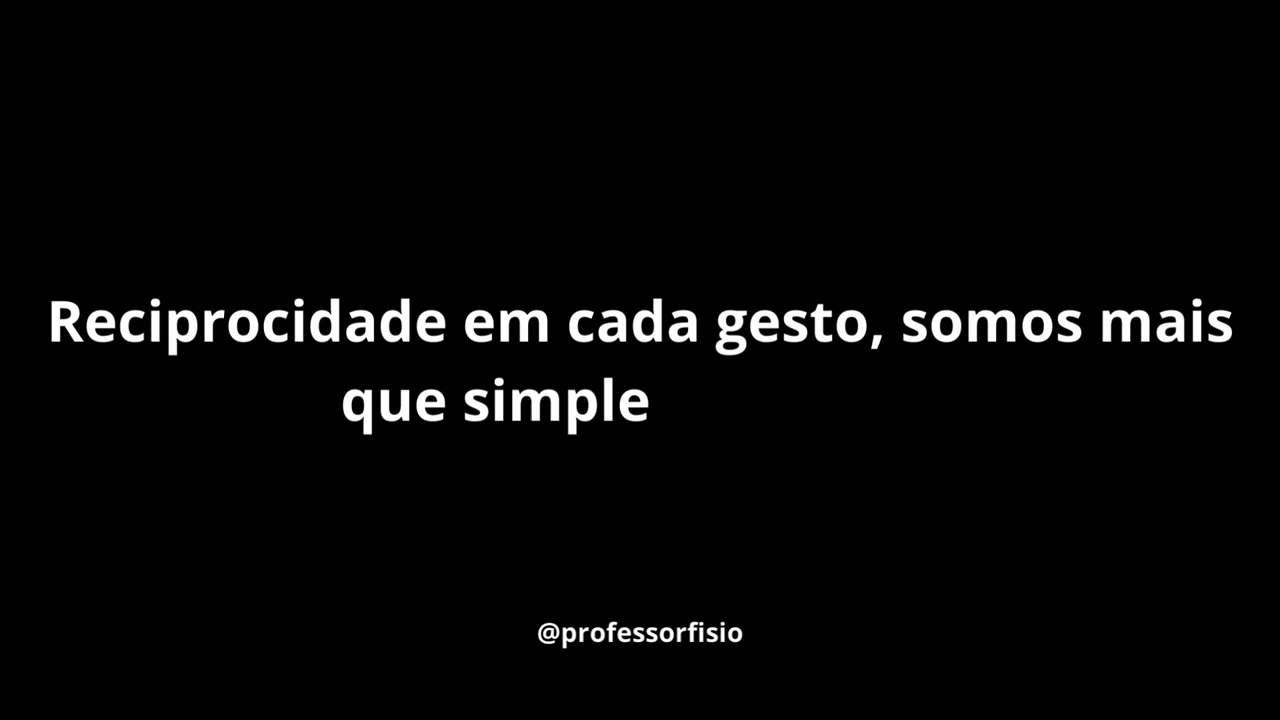 Reciprocidade em cada gesto, somos mais
que simple
@professorfisio